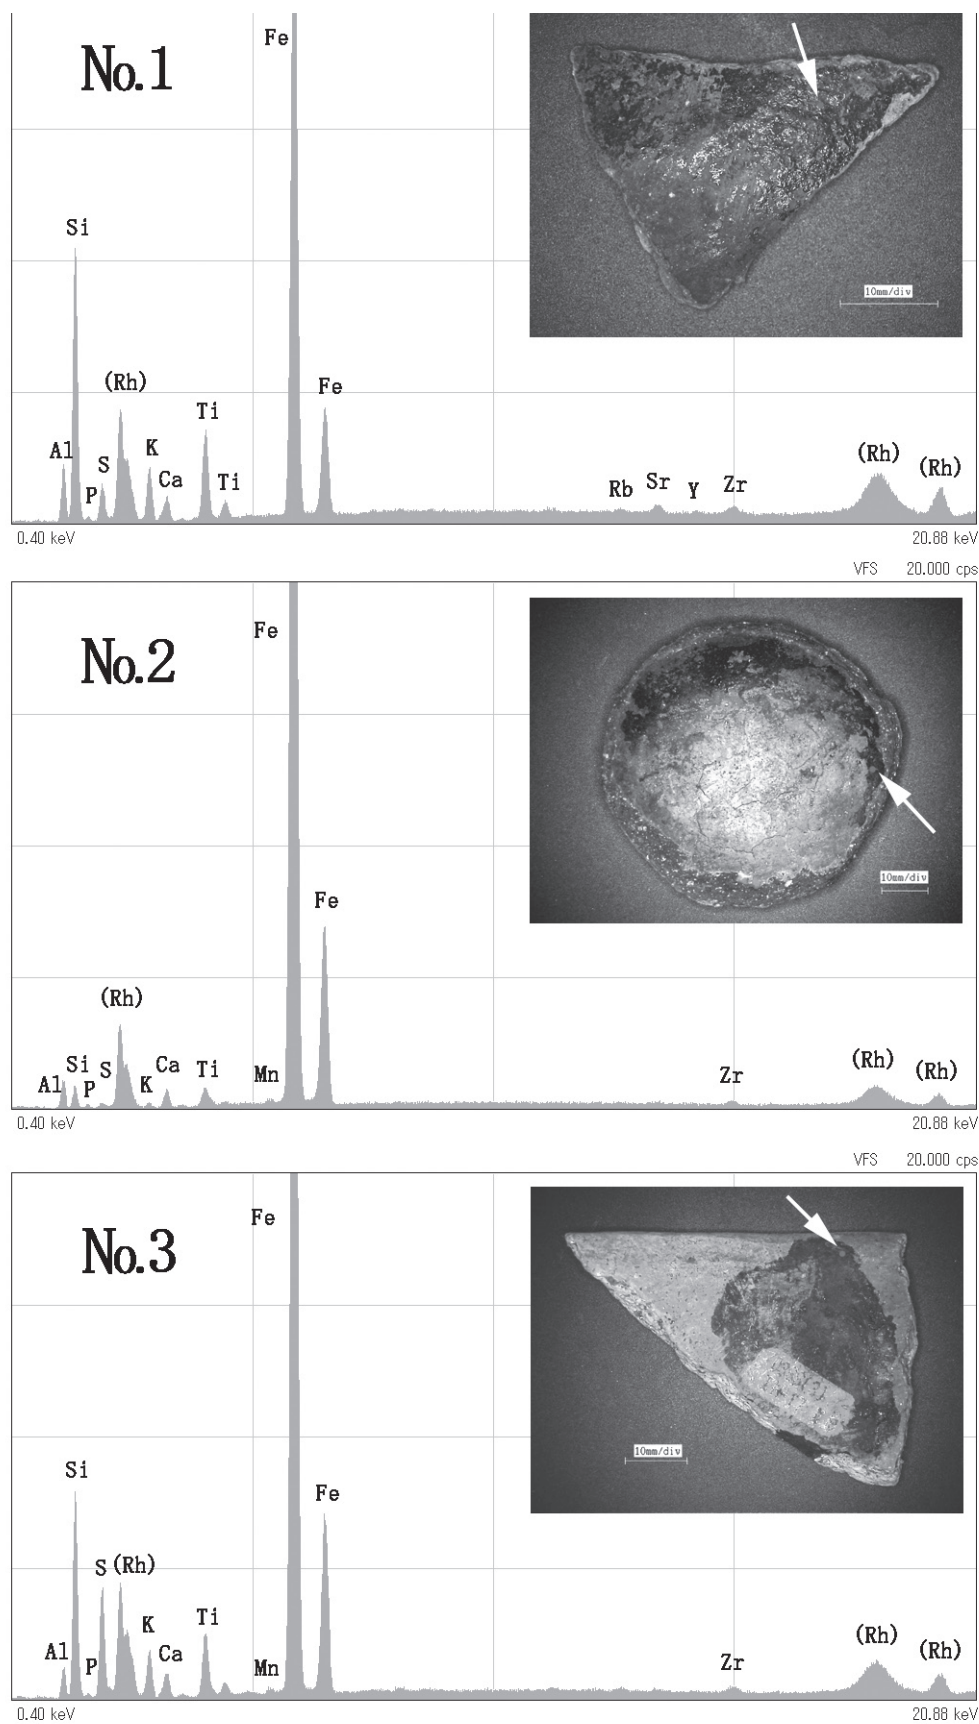 No.1
Fe
Si
(Rh)
Fe
Ti
Al
S
K
Ca
P
Ti
Rb
Sr
Y
Zr
(Rh)
(Rh)
10mm/div
0.40 keV
20.88 keV
VFS 20.000 cps
No.2
Fe
Fe
(Rh)
Al
Si
P
S
K
Ca
Ti
Mn
Zr
(Rh)
(Rh)
10mm/div
0.40 keV
20.88 keV
VFS 20.000 cps
No.3
Fe
Si
Fe
S
(Rh)
Al
P
K
Ca
Ti
Mn
Zr
(Rh)
(Rh)
10mm/div
0.40 keV
20.88 keV